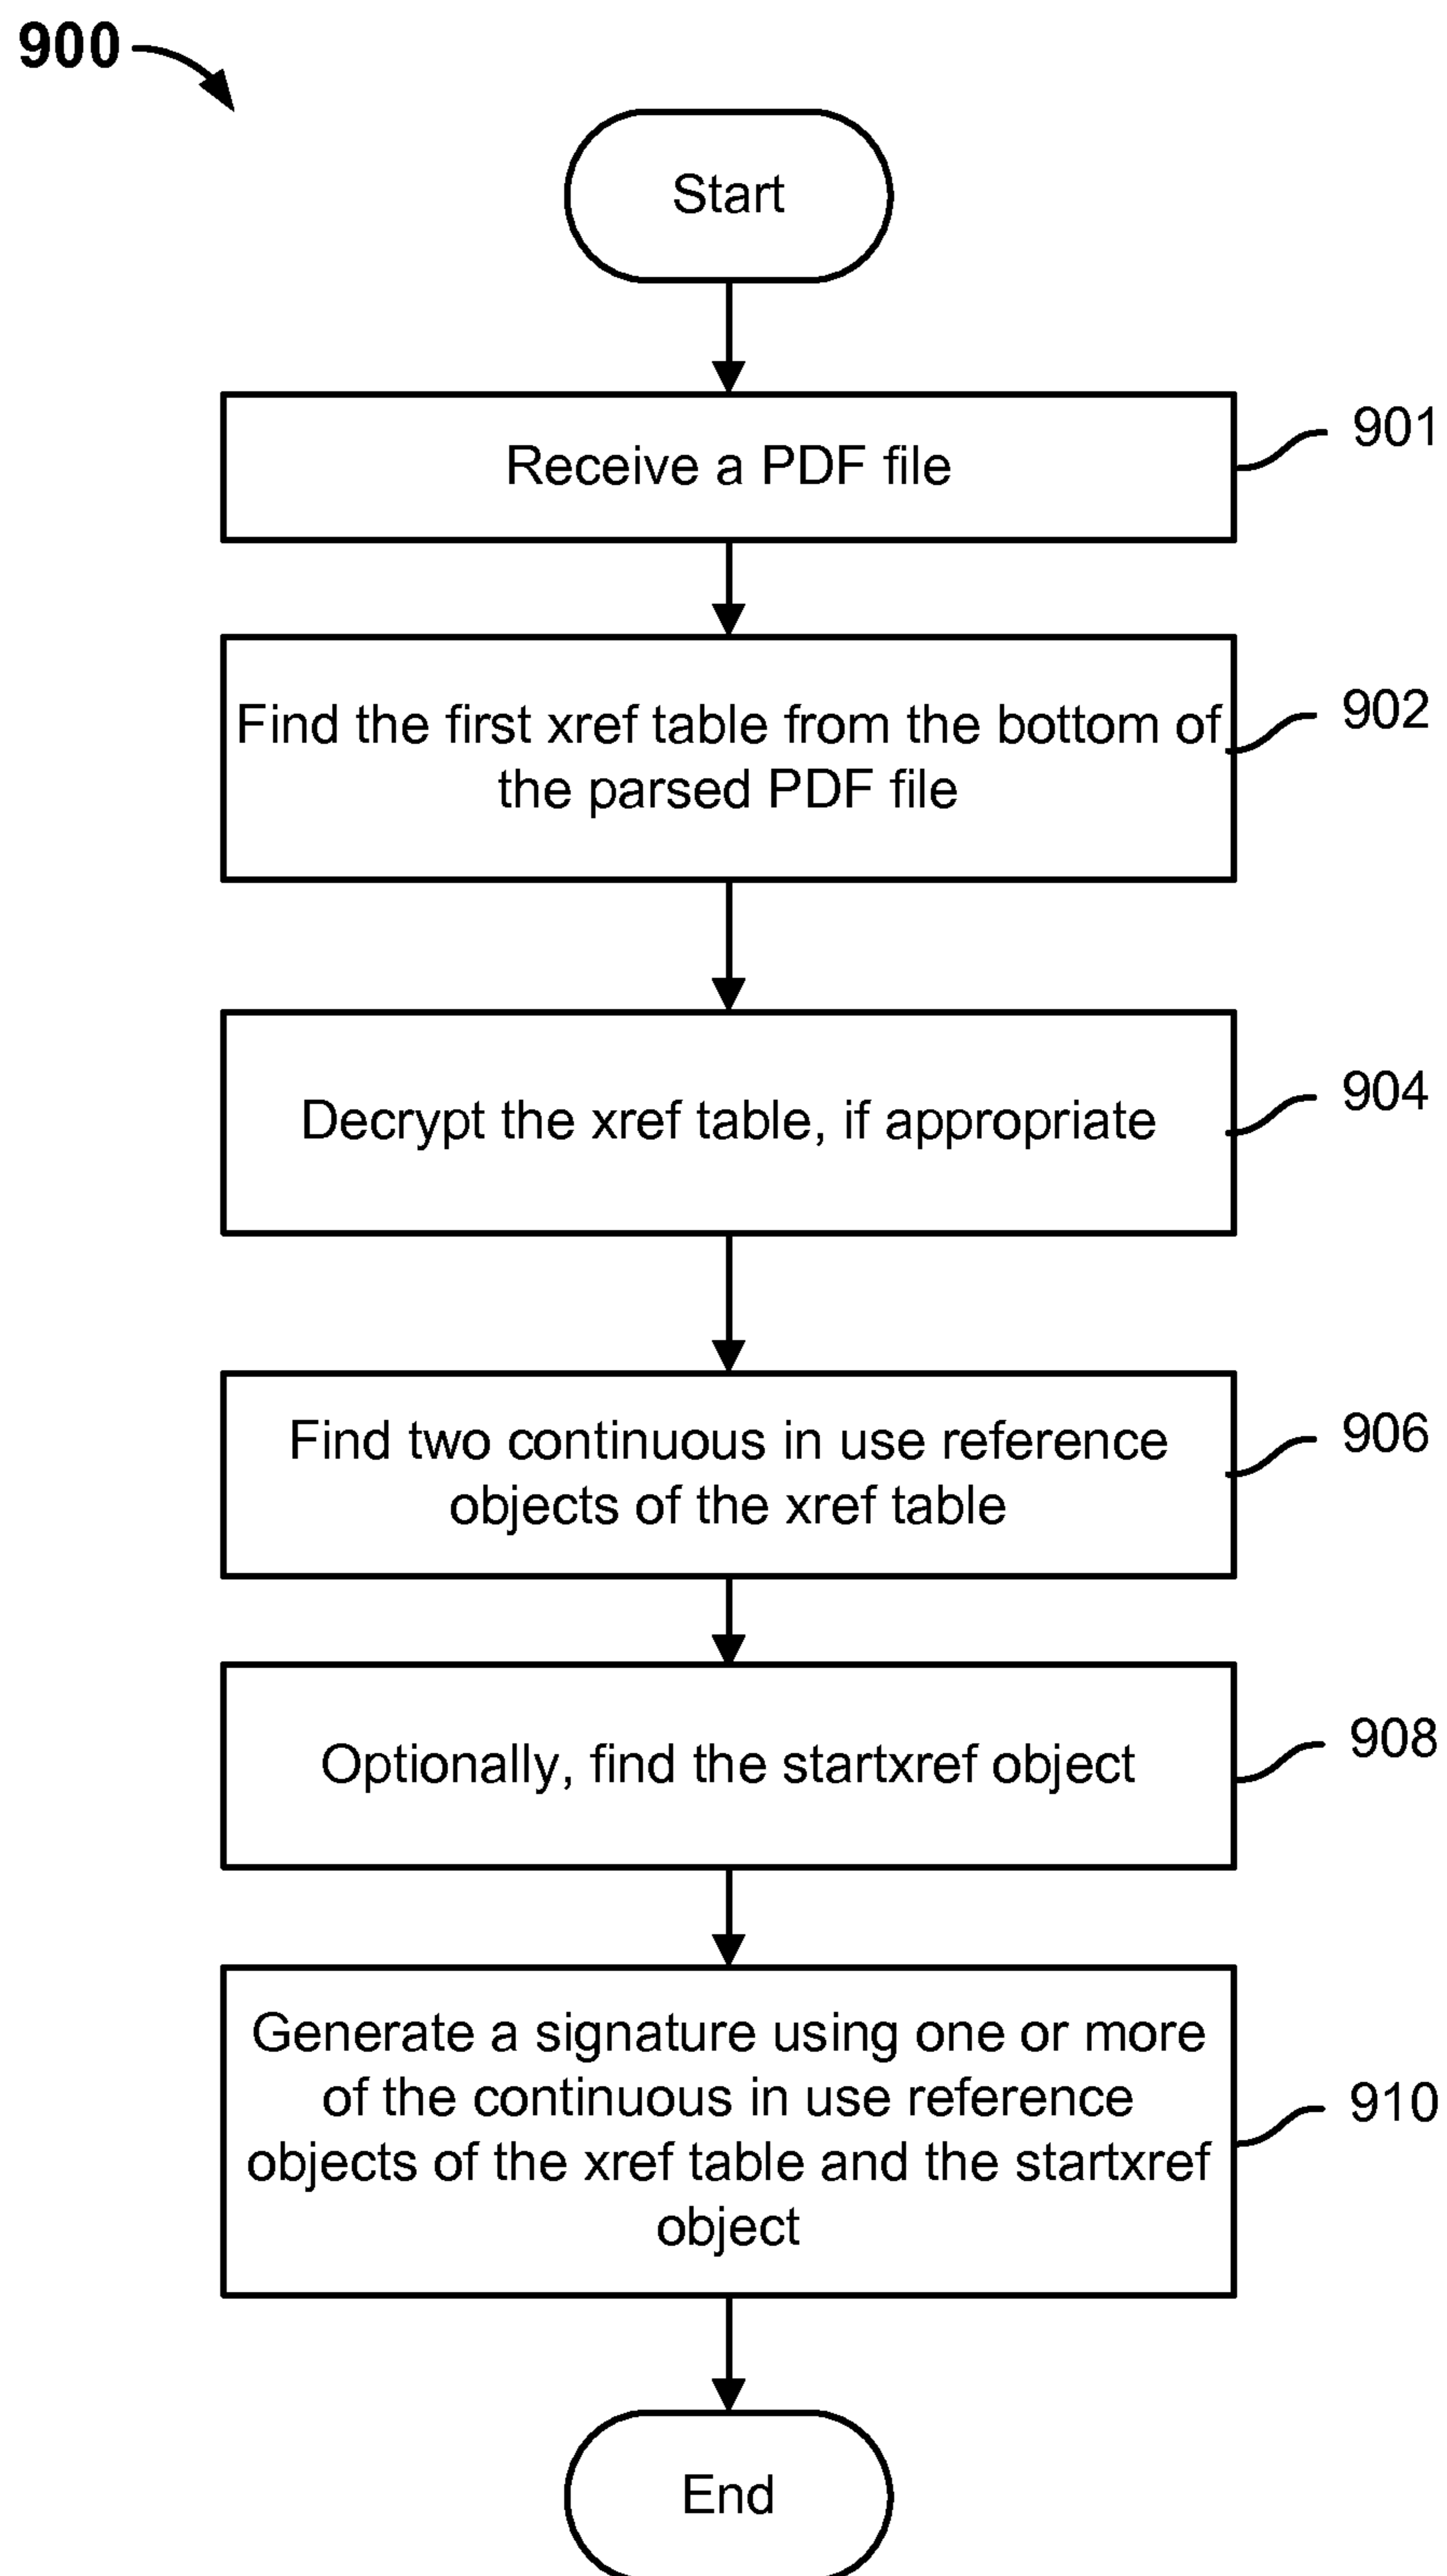 900
Start
Receive a PDF file
901
Find the first xref table from the bottom of
the parsed PDF file
902
Decrypt the xref table, if appropriate
904
Find two continuous in use reference
objects of the xref table
906
Optionally, find the startxref object
908
Generate a signature using one or more
of the continuous in use reference
objects of the xref table and the startxref
object
910
End